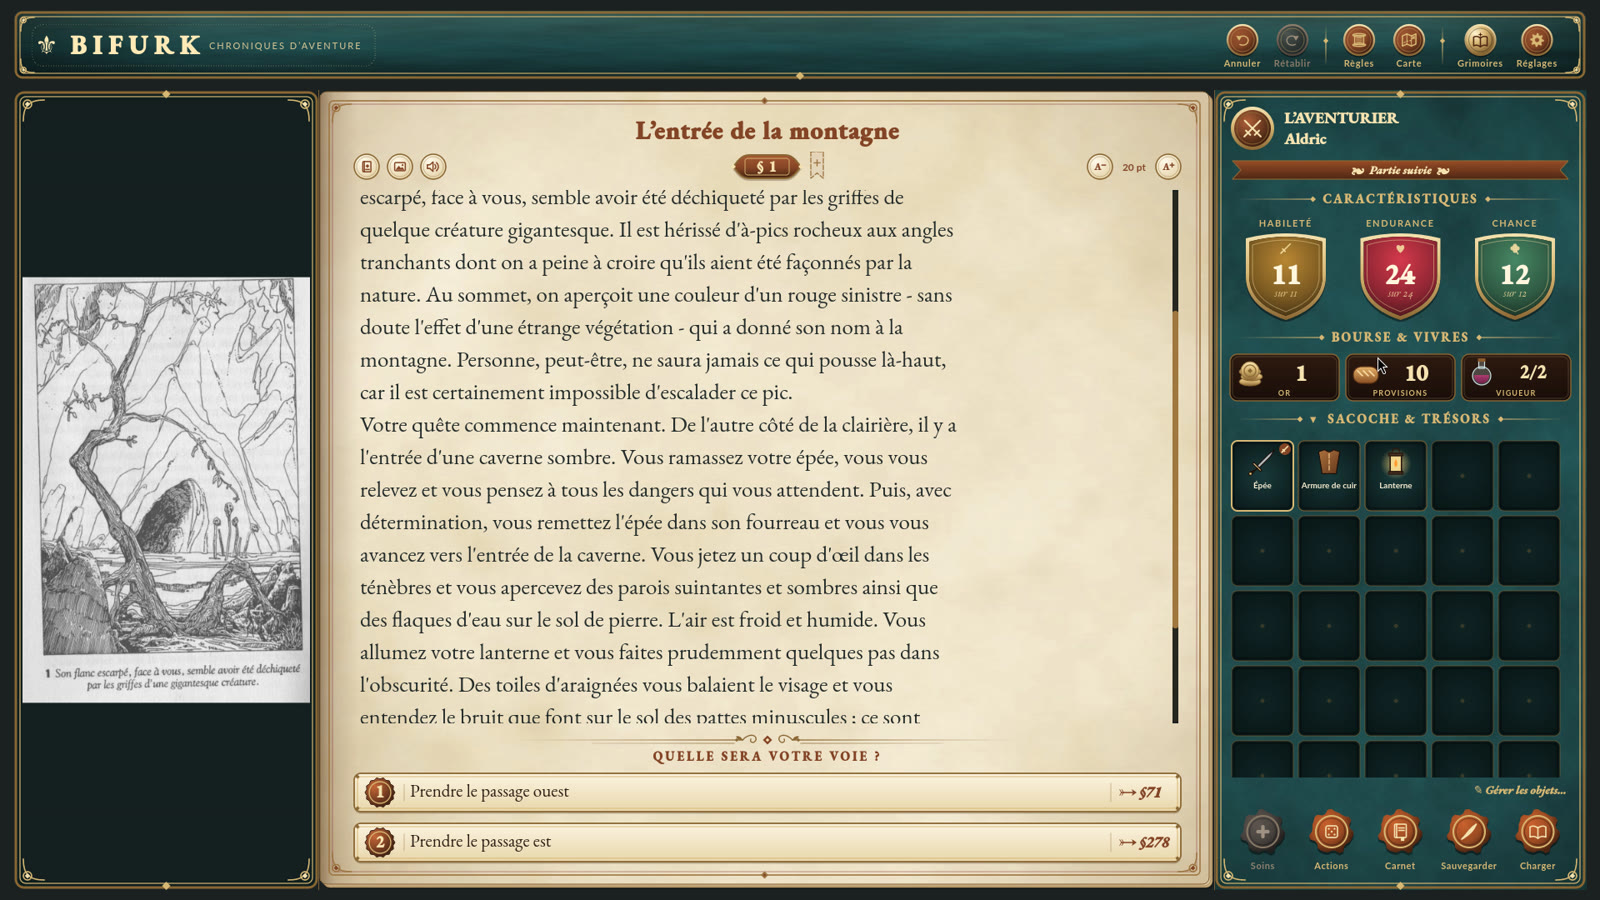 BIFURK CHRONIQUES D'AVENTURE
Annuler
Rétablir
Règles
Carte
Grimoires
Réglages
1 Son flanc escarpé, face à vous, semble avoir été déchiqueté
par les griffes d'une gigantesque créature.
L'entrée de la montagne
§ 1
A-
20 pt
A+
escarpé, face à vous, semble avoir été déchiqueté par les griffes de
quelque créature gigantesque. Il est hérissé d'à-pics rocheux aux angles
tranchants dont on a peine à croire qu'ils aient été façonnés par la
nature. Au sommet, on aperçoit une couleur d'un rouge sinistre - sans
doute l'effet d'une étrange végétation - qui a donné son nom à la
montagne. Personne, peut-être, ne saura jamais ce qui pousse là-haut,
car il est certainement impossible d'escalader ce pic.
Votre quête commence maintenant. De l'autre côté de la clairière, il y a
l'entrée d'une caverne sombre. Vous ramassez votre épée, vous vous
relevez et vous pensez à tous les dangers qui vous attendent. Puis, avec
détermination, vous remettez l'épée dans son fourreau et vous vous
avancez vers l'entrée de la caverne. Vous jetez un coup d'œil dans les
ténèbres et vous apercevez des parois suintantes et sombres ainsi que
des flaques d'eau sur le sol de pierre. L'air est froid et humide. Vous
allumez votre lanterne et vous faites prudemment quelques pas dans
l'obscurité. Des toiles d'araignées vous balaient le visage et vous
entendez le bruit que font sur le sol des pattes minuscules : ce sont
QUELLE SERA VOTRE VOIE ?
1 Prendre le passage ouest §71
2 Prendre le passage est §278
L'AVENTURIER
Aldric
Partie suivie
CARACTÉRISTIQUES
HABILETÉ
ENDURANCE
CHANCE
11
24
12
sur 11
sur 24
sur 12
BOURSE & VIVRES
1
10
2/2
OR
PROVISIONS
VIGUEUR
SACOCHE & TRÉSORS
Épée
Armure de cuir
Lanterne
Gérer les objets...
Soins
Actions
Carnet
Sauvegarder
Charger